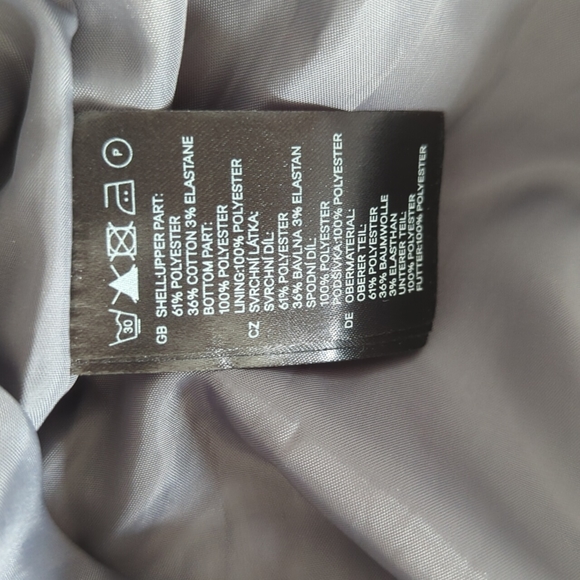 30
P
GB SHELLUPPER PART:
61% POLYESTER
36% COTTON 3% ELASTANE
BOTTOM PART:
100% POLYESTER
LINING:100% POLYESTER
CZ SVRCHNÍ LÁTKA:
SVRCHNÍ DÍL:
61% POLYESTER
36% BAVLNA 3% ELASTAN
SPODNÍ DÍL:
100% POLYESTER
PODŠÍVKA:100% POLYESTER
DE OBERMATERIAL:
OBERER TEIL:
61% POLYESTER
36% BAUMWOLLE
3% ELASTHAN
UNTERER TEIL:
100% POLYESTER
FUTTER:100% POLYESTER